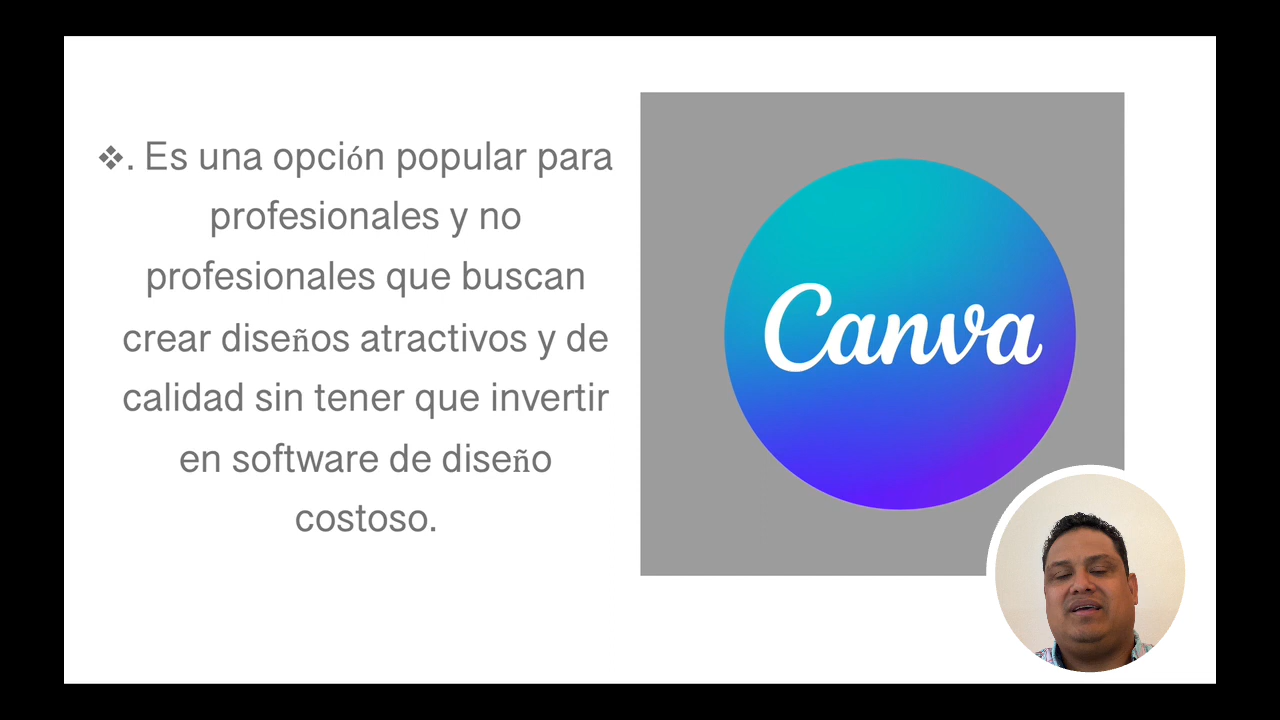 ❖. Es una opción popular para
profesionales y no
profesionales que buscan
crear diseños atractivos y de
calidad sin tener que invertir
en software de diseño
costoso.
Canva